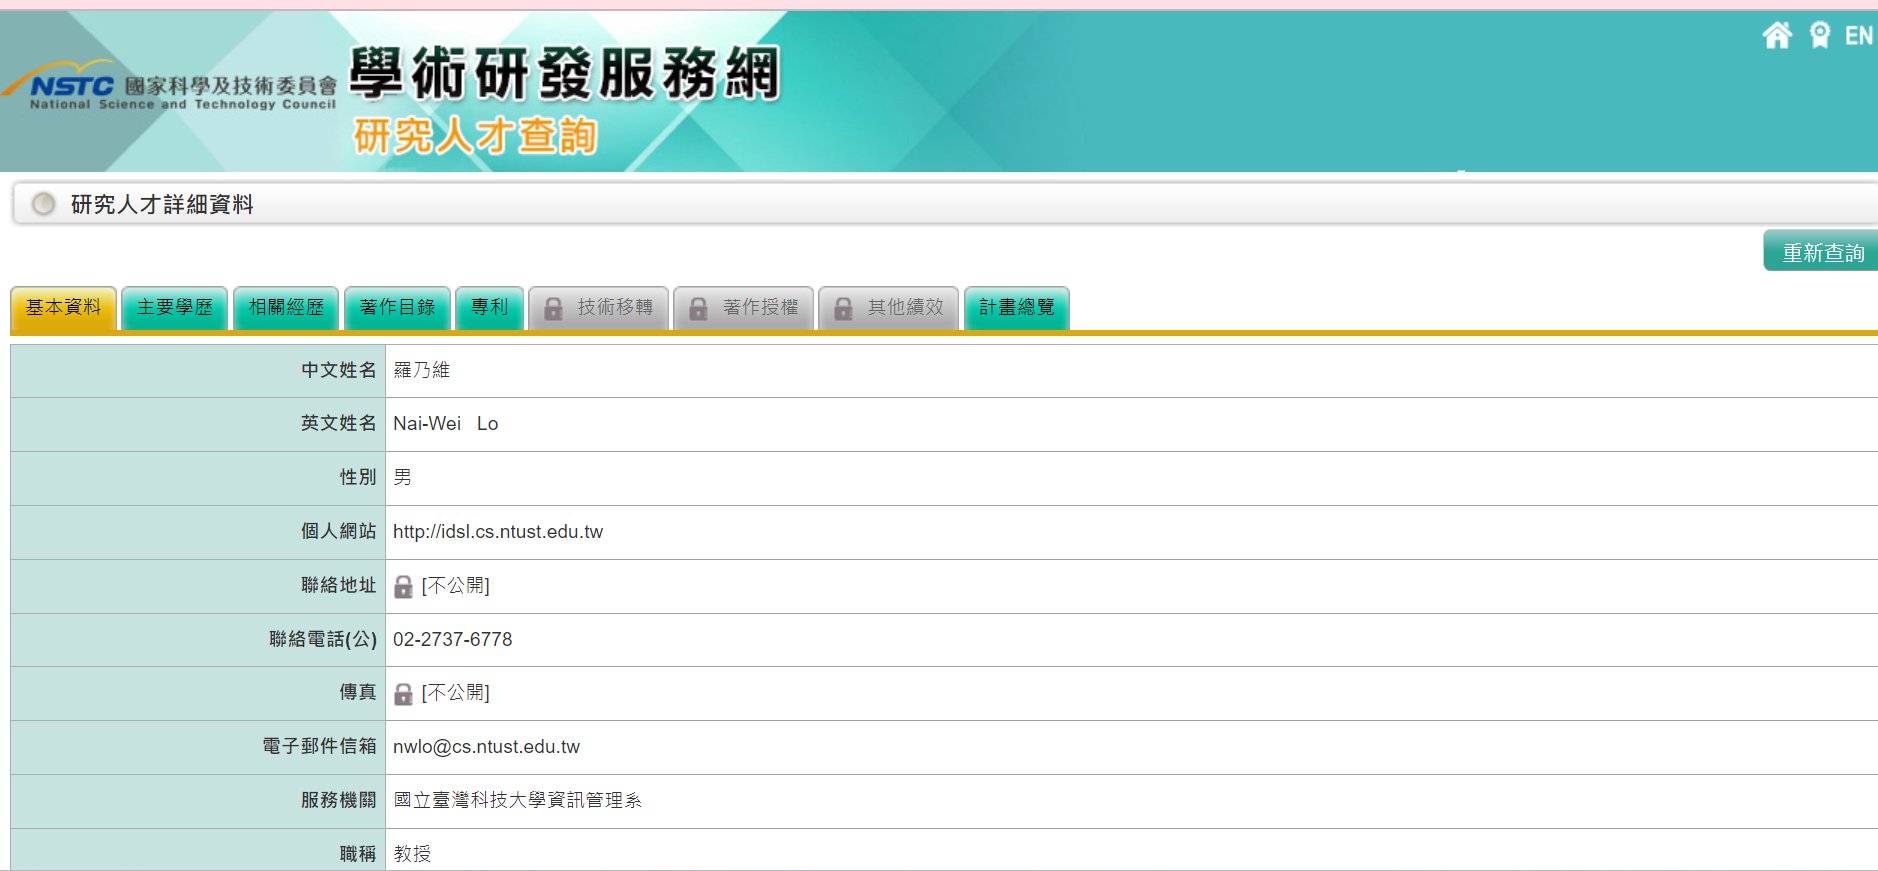 EN
NSTC 國家科學及技術委員會
National Science and Technology Council
學術研發服務網
研究人才查詢
研究人才詳細資料
重新查詢
基本資料 主要學歷 相關經歷 著作目錄 專利 技術移轉 著作授權 其他績效 計畫總覽
中文姓名 羅乃維
英文姓名 Nai-Wei Lo
性別 男
個人網站 http://idsl.cs.ntust.edu.tw
聯絡地址 [不公開]
聯絡電話(公) 02-2737-6778
傳真 [不公開]
電子郵件信箱 nwlo@cs.ntust.edu.tw
服務機關 國立臺灣科技大學資訊管理系
職稱 教授